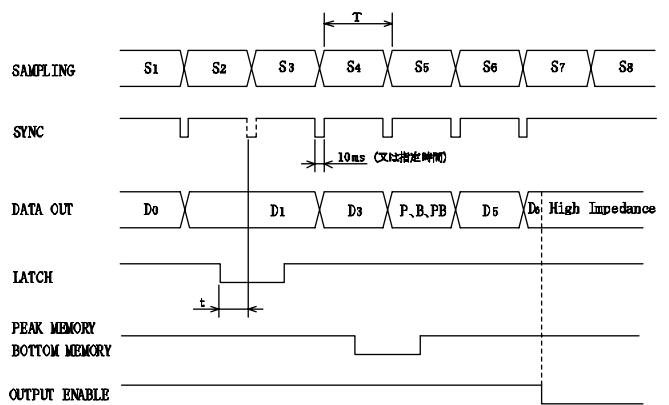 T
SAMPLING S1 S2 S3 S4 S5 S6 S7 S8
SYNC
10ms (又は指定時間)
DATA OUT D0 D1 D3 P、B、PB D5 D6 High Impedance
LATCH
t
PEAK MEMORY
BOTTOM MEMORY
OUTPUT ENABLE